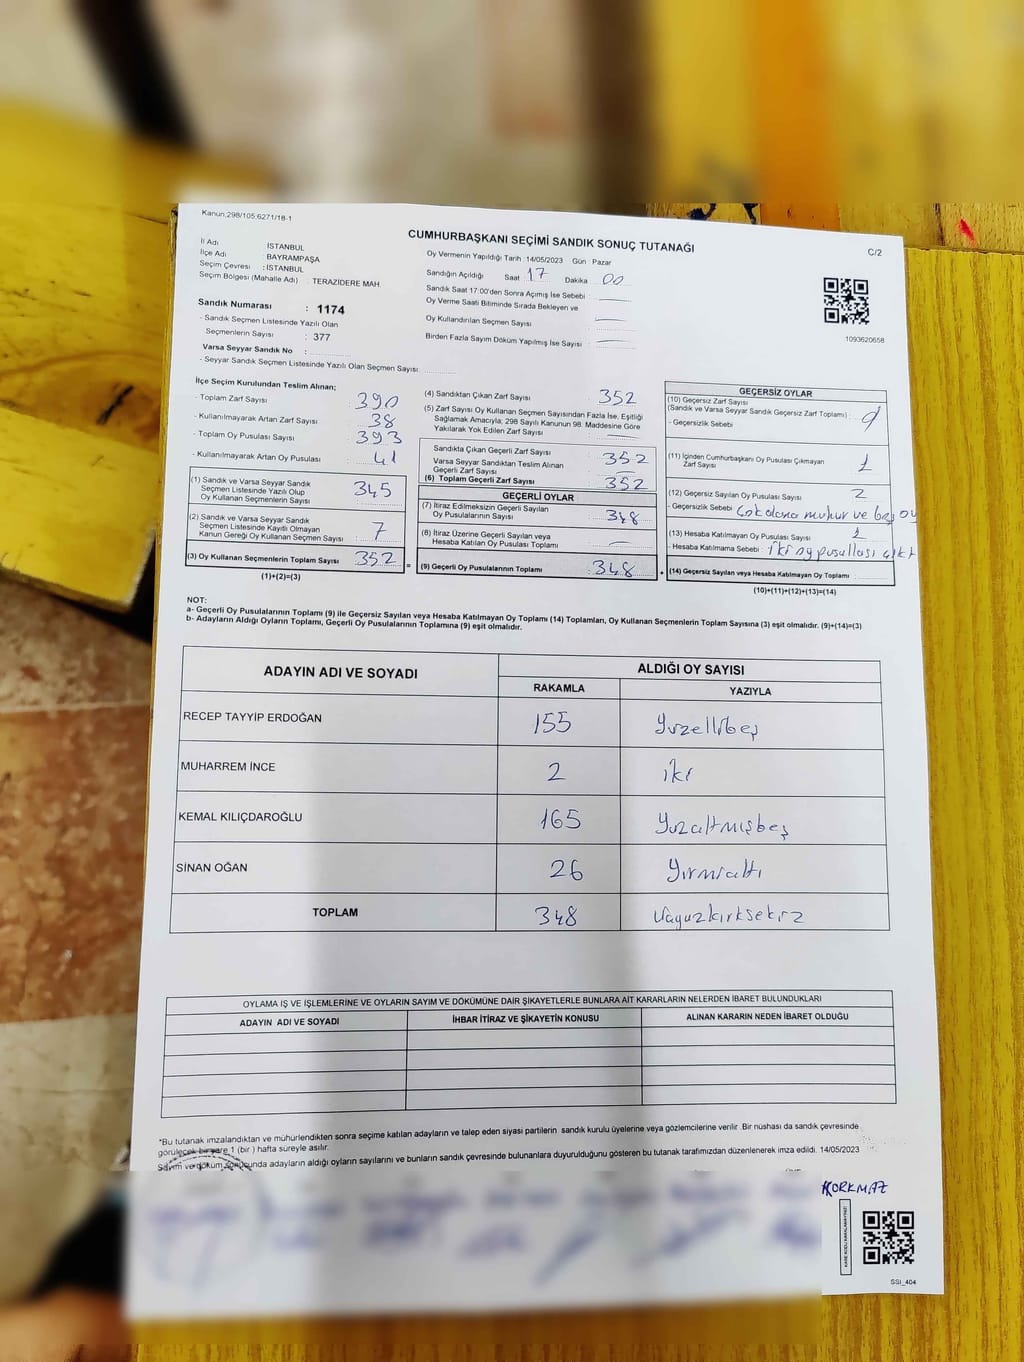 Kanun;298/105;6271/18-1
CUMHURBAŞKANI SEÇİMİ SANDIK SONUÇ TUTANAĞI
C/2
İl Adı : İSTANBUL
İlçe Adı : BAYRAMPAŞA
Seçim Çevresi : İSTANBUL
Seçim Bölgesi (Mahalle Adı) : TERAZİDERE MAH.
Sandık Numarası : 1174
- Sandık Seçmen Listesinde Yazılı Olan
Seçmenlerin Sayısı : 377
Varsa Seyyar Sandık No :
- Seyyar Sandık Seçmen Listesinde Yazılı Olan Seçmen Sayısı:
Oy Vermenin Yapıldığı Tarih :14/05/2023 Gün : Pazar
Sandığın Açıldığı Saat 17 Dakika 00
Sandık Saat 17:00'den Sonra Açımış İse Sebebi :
Oy Verme Saati Bitiminde Sırada Bekleyen ve
Oy Kullandırılan Seçmen Sayısı :
Birden Fazla Sayım Döküm Yapılmış İse Sayısı :
1093620658
İlçe Seçim Kurulundan Teslim Alınan;
- Toplam Zarf Sayısı : 390
- Kullanılmayarak Artan Zarf Sayısı : 38
- Toplam Oy Pusulası Sayısı : 393
- Kullanılmayarak Artan Oy Pusulası : 41
(1) Sandık ve Varsa Seyyar Sandık
Seçmen Listesinde Yazılı Olup
Oy Kullanan Seçmenlerin Sayısı : 345
(2) Sandık ve Varsa Seyyar Sandık
Seçmen Listesinde Kayıtlı Olmayan
Kanun Gereği Oy Kullanan Seçmen Sayısı : 7
(3) Oy Kullanan Seçmenlerin Toplam Sayısı : 352
(1)+(2)=(3)
(4) Sandıktan Çıkan Zarf Sayısı : 352
(5) Zarf Sayısı Oy Kullanan Seçmen Sayısından Fazla İse, Eşitliği
Sağlamak Amacıyla; 298 Sayılı Kanunun 98. Maddesine Göre
Yakılarak Yok Edilen Zarf Sayısı :
Sandıkta Çıkan Geçerli Zarf Sayısı : 352
Varsa Seyyar Sandıktan Teslim Alınan
Geçerli Zarf Sayısı :
(6) Toplam Geçerli Zarf Sayısı : 352
GEÇERLİ OYLAR
(7) İtiraz Edilmeksizin Geçerli Sayılan
Oy Pusulalarının Sayısı : 348
(8) İtiraz Üzerine Geçerli Sayılan veya
Hesaba Katılan Oy Pusulası Toplamı :
= (9) Geçerli Oy Pusulalarının Toplamı : 348 +
GEÇERSİZ OYLAR
(10) Geçersiz Zarf Sayısı
(Sandık ve Varsa Seyyar Sandık Geçersiz Zarf Toplamı) :
- Geçersizlik Sebebi :
(11) İçinden Cumhurbaşkanı Oy Pusulası Çıkmayan
Zarf Sayısı : 1
(12) Geçersiz Sayılan Oy Pusulası Sayısı : 2
- Geçersizlik Sebebi : Çok adama muhur ve boş oy
(13) Hesaba Katılmayan Oy Pusulası Sayısı : 1
- Hesaba Katılmama Sebebi : iki oy pusullası çıktı
(14) Geçersiz Sayılan veya Hesaba Katılmayan Oy Toplamı :
(10)+(11)+(12)+(13)=(14)
NOT:
a- Geçerli Oy Pusulalarının Toplamı (9) ile Geçersiz Sayılan veya Hesaba Katılmayan Oy Toplamı (14) Toplamları, Oy Kullanan Seçmenlerin Toplam Sayısına (3) eşit olmalıdır. (9)+(14)=(3)
b- Adayların Aldığı Oyların Toplamı, Geçerli Oy Pusulalarının Toplamına (9) eşit olmalıdır.
ADAYIN ADI VE SOYADI ALDIĞI OY SAYISI
RAKAMLA YAZIYLA
RECEP TAYYİP ERDOĞAN 155 Yüzellibeş
MUHARREM İNCE 2 iki
KEMAL KILIÇDAROĞLU 165 Yüzaltmışbeş
SİNAN OĞAN 26 Yirmialtı
TOPLAM 348 Üçyüzkırksekiz
OYLAMA İŞ VE İŞLEMLERİNE VE OYLARIN SAYIM VE DÖKÜMÜNE DAİR ŞİKAYETLERLE BUNLARA AİT KARARLARIN NELERDEN İBARET BULUNDUKLARI
ADAYIN ADI VE SOYADI İHBAR İTİRAZ VE ŞİKAYETİN KONUSU ALINAN KARARIN NEDEN İBARET OLDUĞU
*Bu tutanak imzalandıktan ve mühürlendikten sonra seçime katılan adayların ve talep eden siyasi partilerin sandık kurulu üyelerine veya gözlemcilerine verilir. Bir nüshası da sandık çevresinde
görülecek bir yere 1 (bir ) hafta süreyle asılır.
Sayım ve döküm sonucunda adayların aldığı oyların sayılarını ve bunların sandık çevresinde bulunanlara duyurulduğunu gösteren bu tutanak tarafımızdan düzenlenerek imza edildi. 14/05/2023
KORKMAZ
KARE KODU KARALAMAYINIZ!
SSI_404